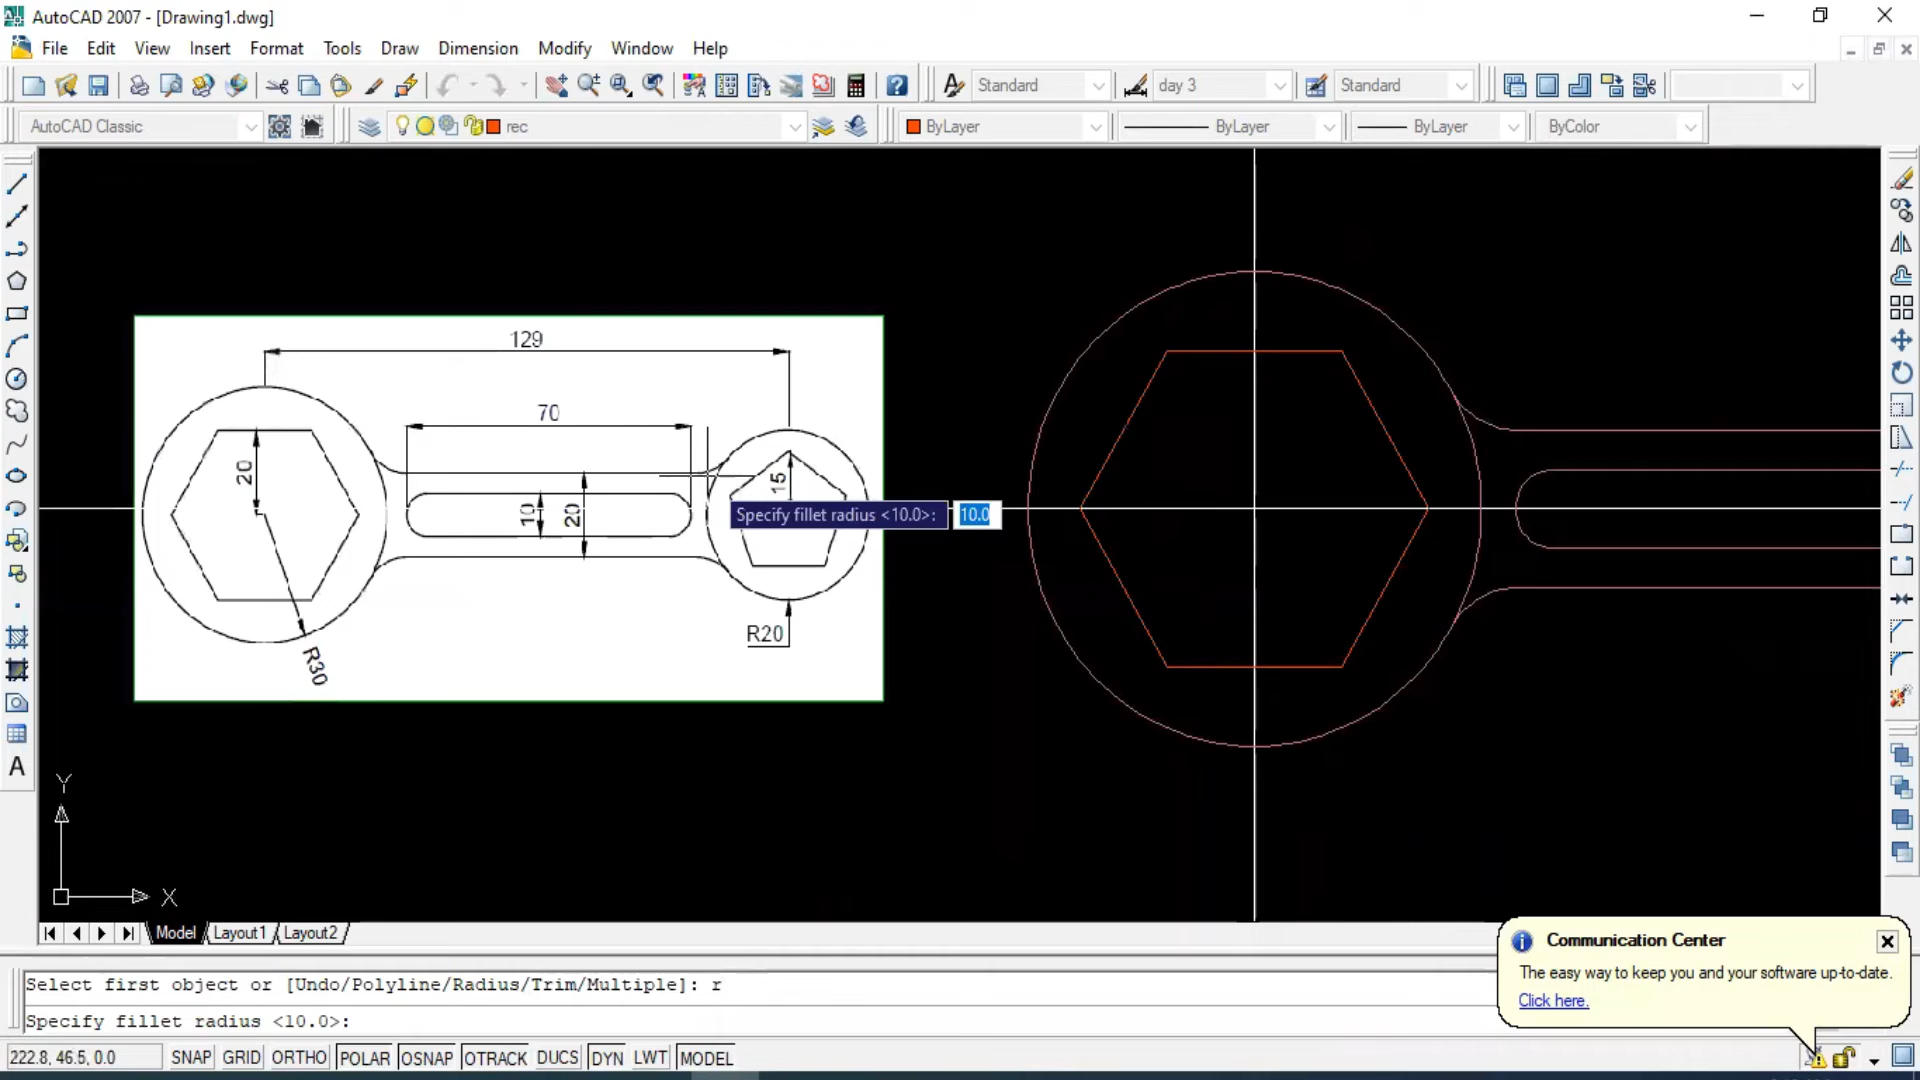 AutoCAD 2007 - [Drawing1.dwg]
File Edit View Insert Format Tools Draw Dimension Modify Window Help
Standard day 3 Standard
AutoCAD Classic rec ByLayer ByLayer ByLayer ByColor
129
70
20
10
20
15
R30
R20
Specify fillet radius <10.0>: 10.0
Y
X
A
Model Layout1 Layout2
Communication Center
The easy way to keep you and your software up-to-date.
Click here.
Select first object or [Undo/Polyline/Radius/Trim/Multiple]: r
Specify fillet radius <10.0>:
222.8, 46.5, 0.0 SNAP GRID ORTHO POLAR OSNAP OTRACK DUCS DYN LWT MODEL